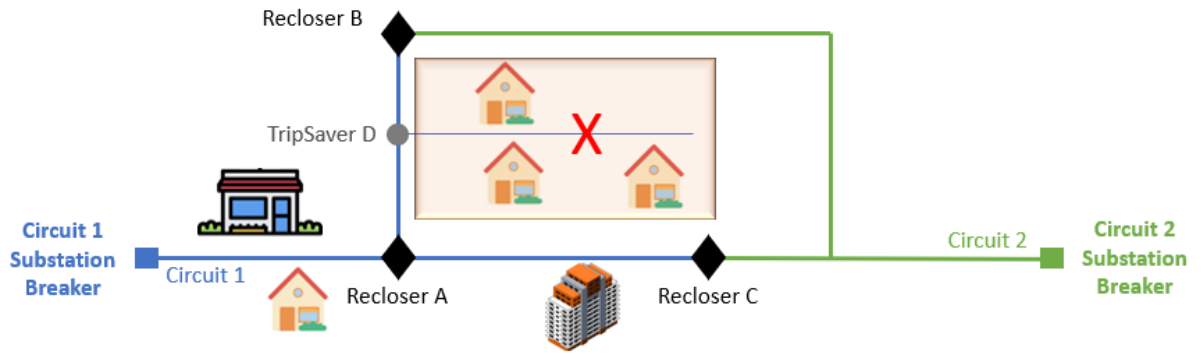 Recloser B
TripSaver D
X
Circuit 1
Substation
Breaker
Circuit 1
Recloser A
Recloser C
Circuit 2
Circuit 2
Substation
Breaker